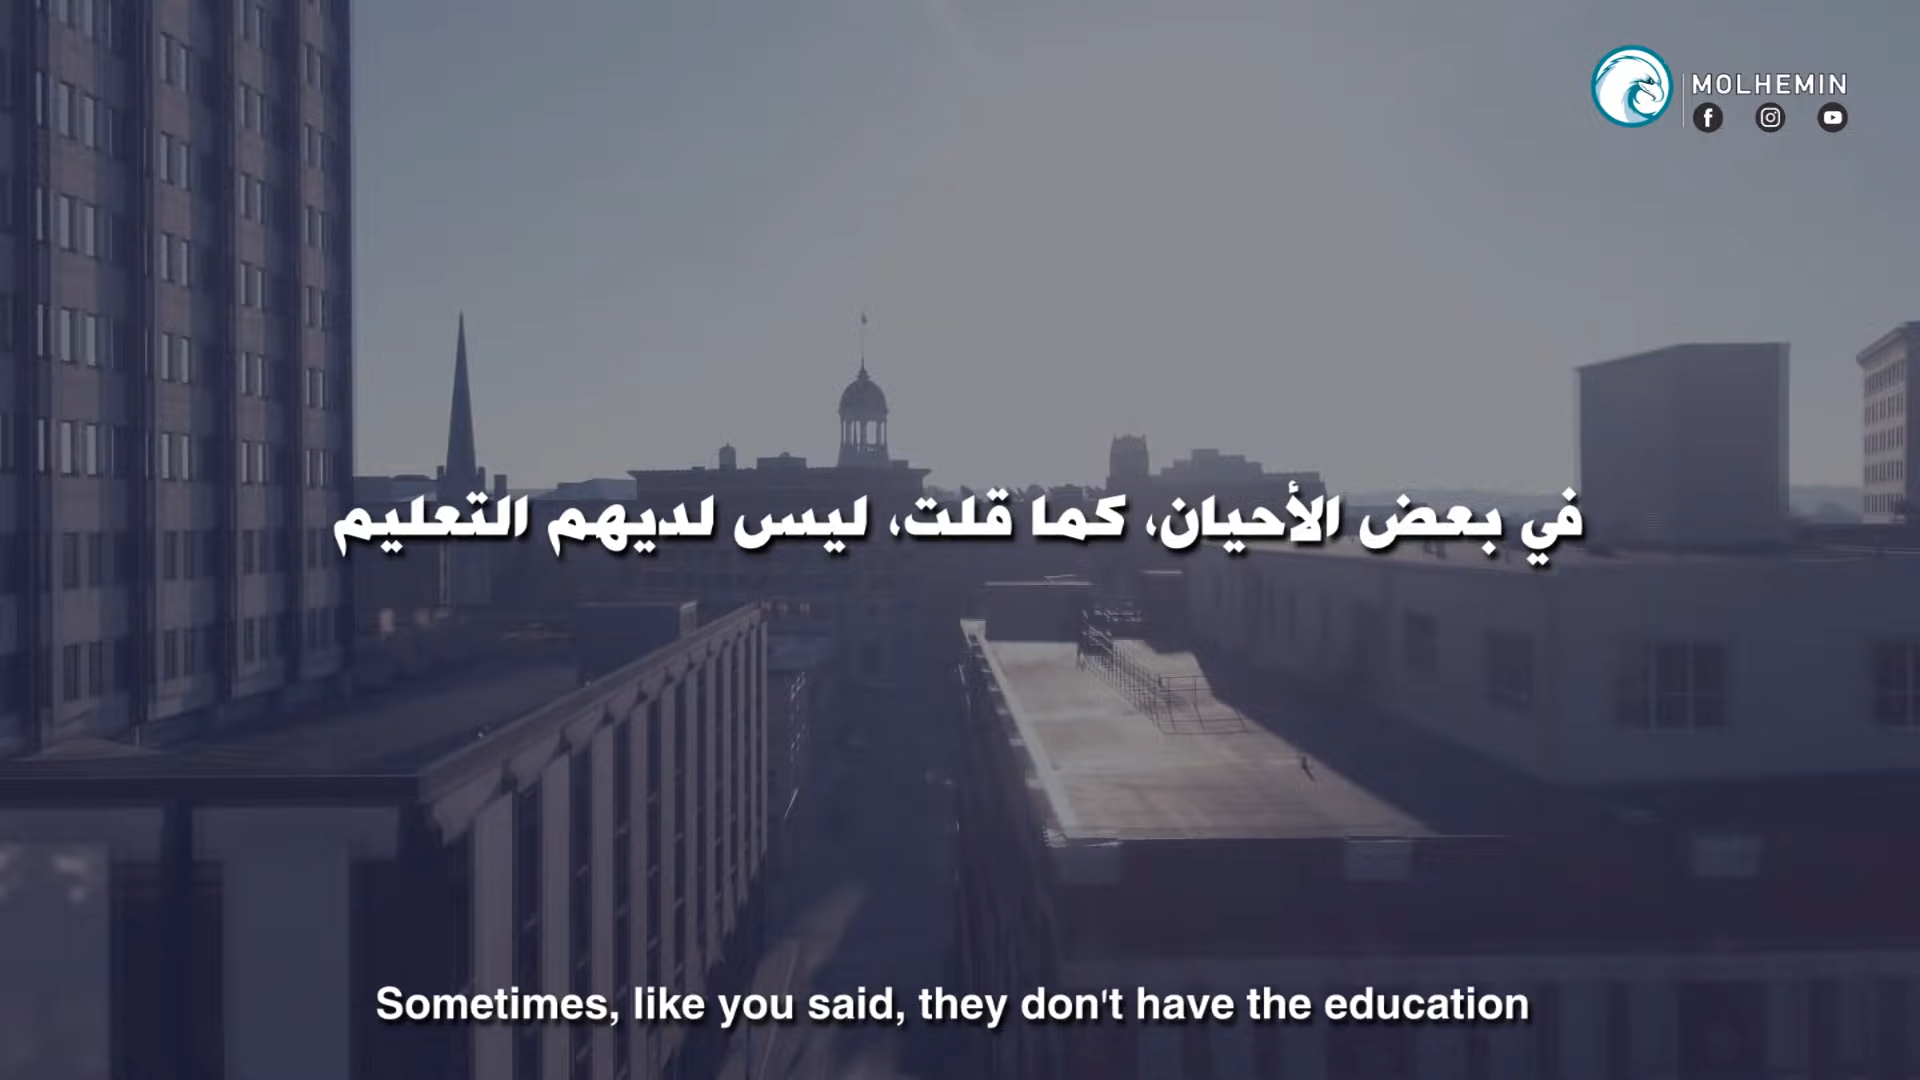 MOLHEMIN
في بعض الأحيان، كما قلت، ليس لديهم التعليم
Sometimes, like you said, they don't have the education